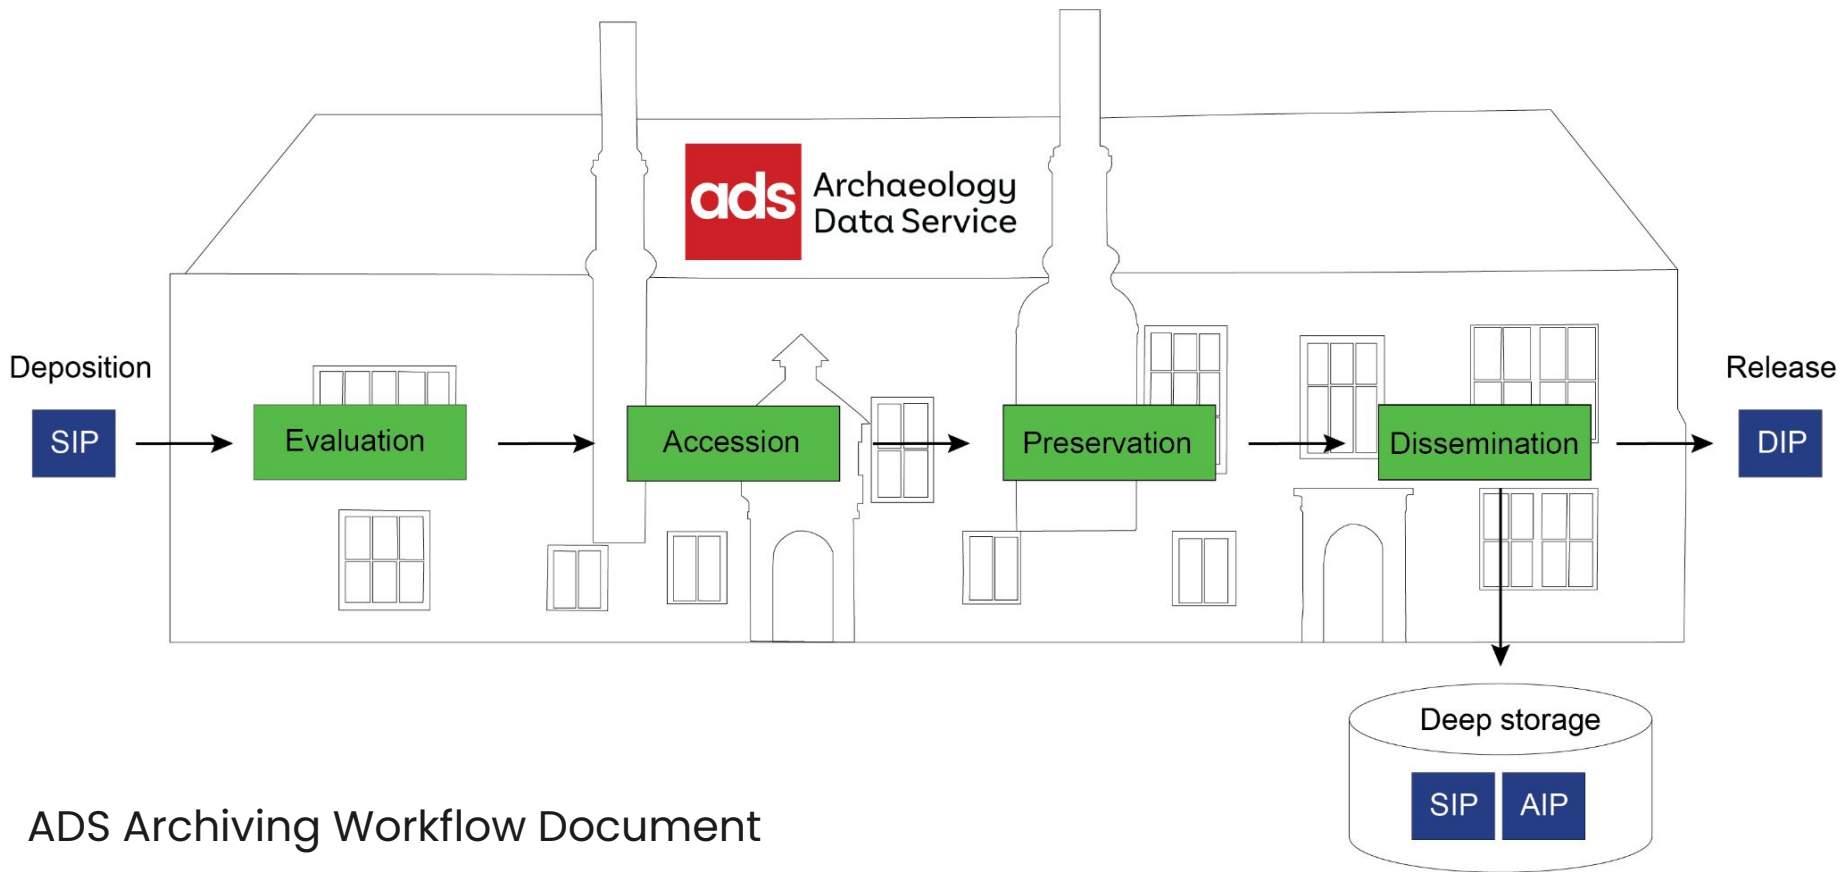 ads
Archaeology
Data Service
Deposition
Release
SIP
Evaluation
Accession
Preservation
Dissemination
DIP
Deep storage
SIP
AIP
ADS Archiving Workflow Document